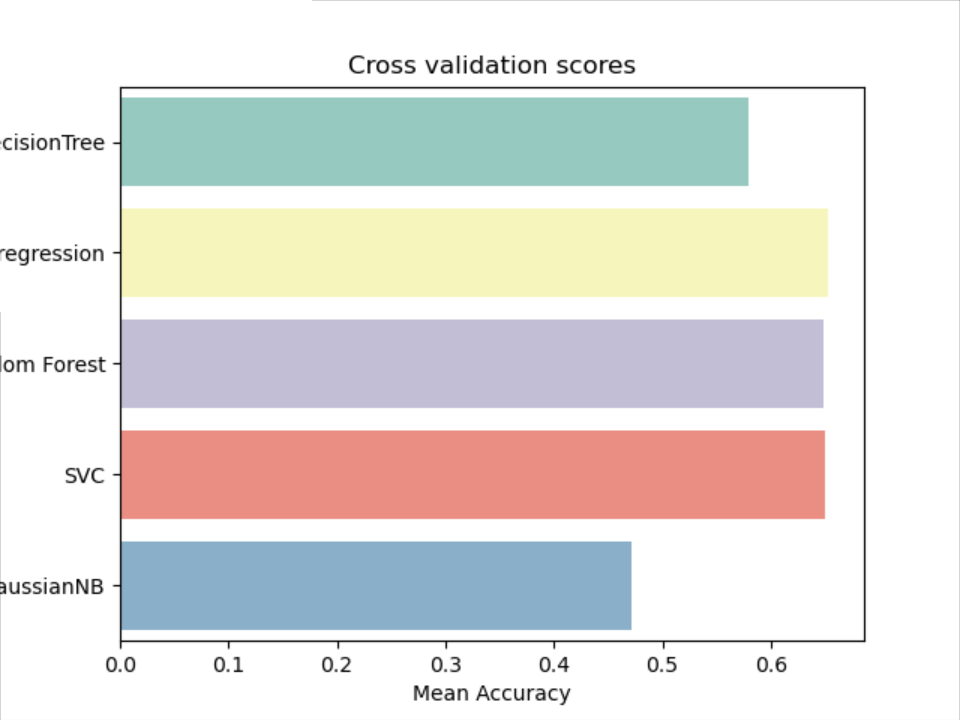 Cross validation scores
cisionTree
regression
dom Forest
SVC
aussianNB
0.0 0.1 0.2 0.3 0.4 0.5 0.6
Mean Accuracy